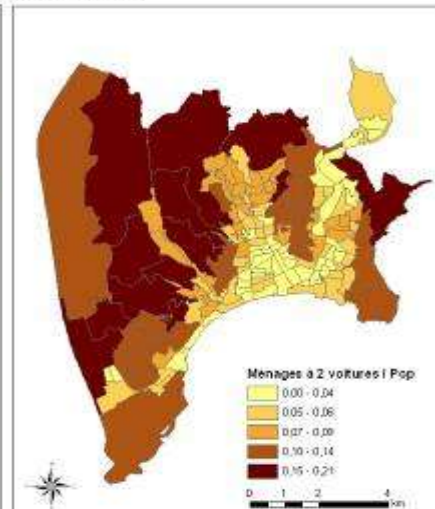 Ménages à 2 voitures / Pop
0,00 - 0,04
0,05 - 0,06
0,07 - 0,09
0,10 - 0,14
0,15 - 0,21
0 1 2 4
km